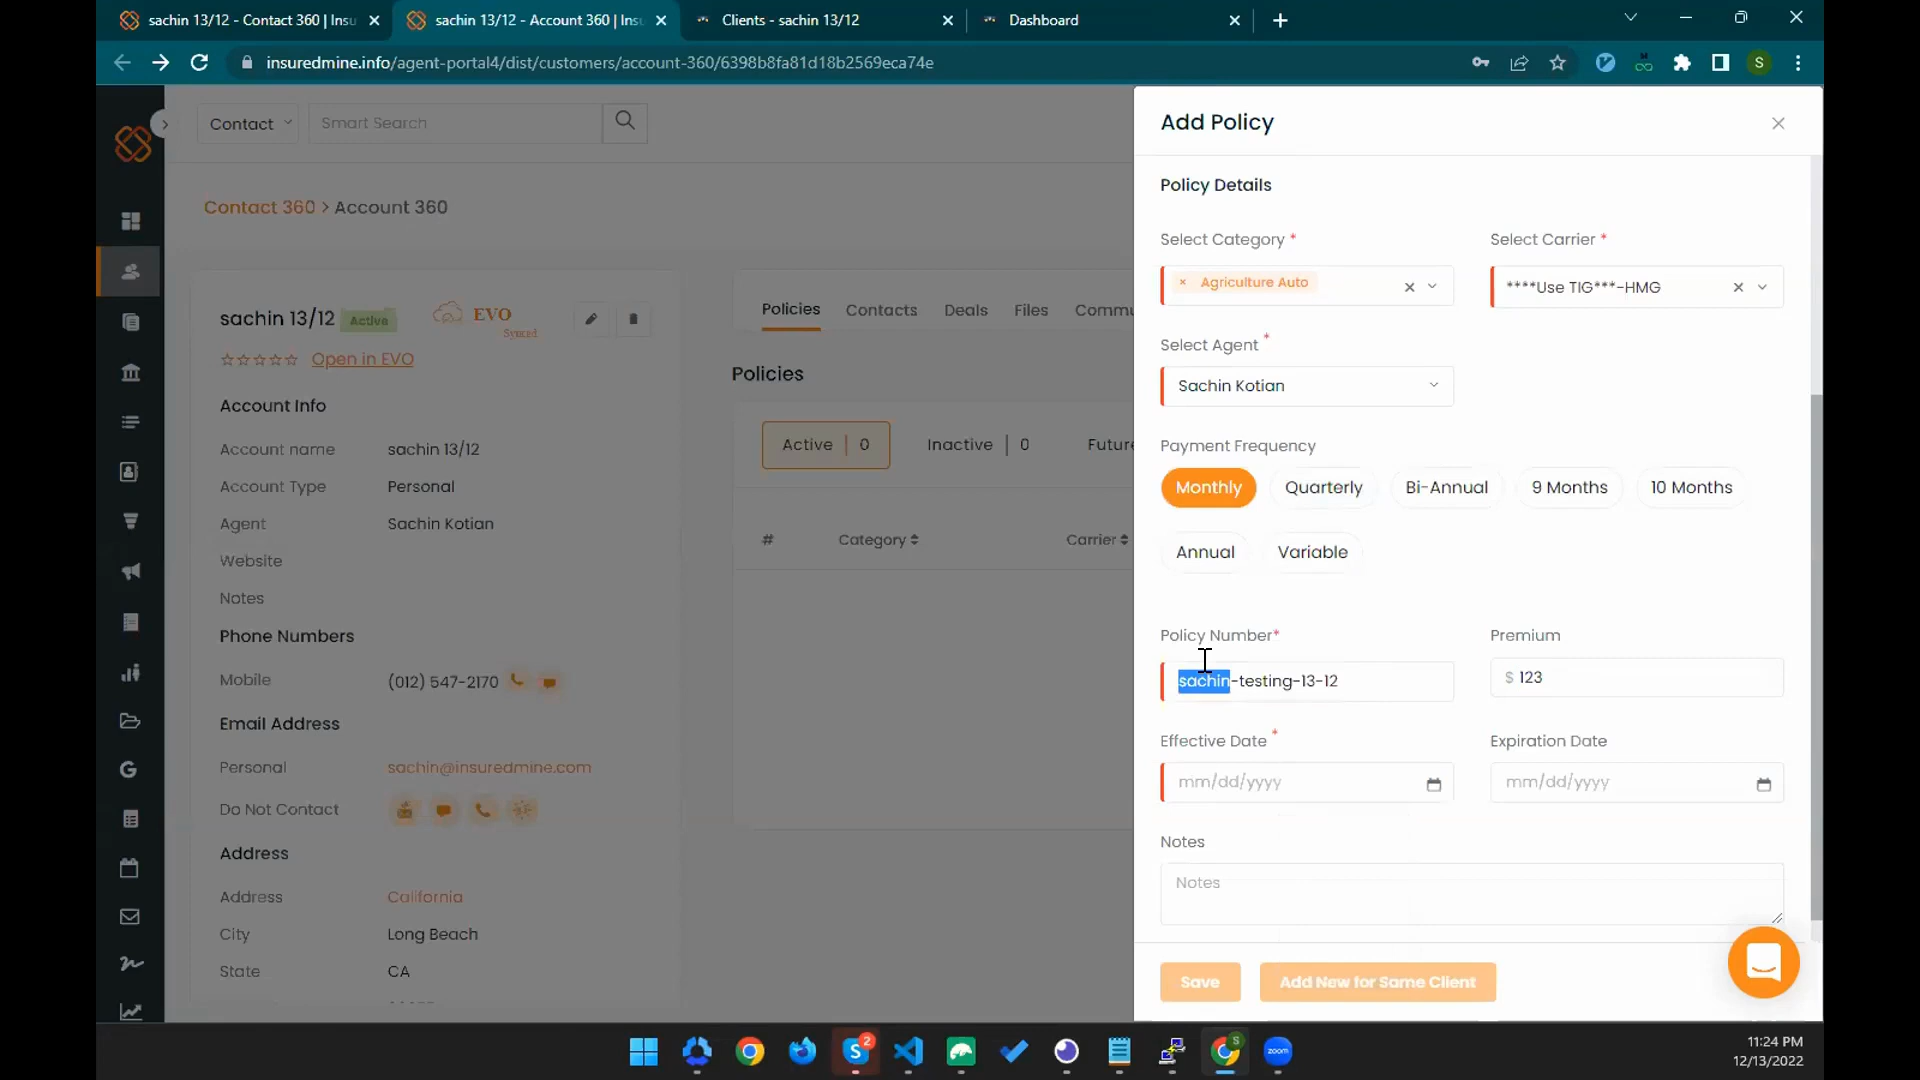 sachin 13/12 - Contact 360 | Insu
sachin 13/12 - Account 360 | Ins
Clients - sachin 13/12
Dashboard
insuredmine.info/agent-portal4/dist/customers/account-360/6398b8fa81d18b2569eca74e
S
Contact
Smart Search
Contact 360 > Account 360
sachin 13/12
Active
EVO
Synced
Open in EVO
Account Info
Account name sachin 13/12
Account Type Personal
Agent Sachin Kotian
Website
Notes
Phone Numbers
Mobile (012) 547-2170
Email Address
Personal sachin@insuredmine.com
Do Not Contact
Address
Address California
City Long Beach
State CA
Policies Contacts Deals Files Commu
Policies
Active | 0 Inactive | 0 Future
# Category Carrier
Add Policy
Policy Details
Select Category * Select Carrier *
× Agriculture Auto
****Use TIG***-HMG
Select Agent *
Sachin Kotian
Payment Frequency
Monthly Quarterly Bi-Annual 9 Months 10 Months
Annual Variable
Policy Number* Premium
sachin-testing-13-12 $ 123
Effective Date * Expiration Date
mm/dd/yyyy mm/dd/yyyy
Notes
Notes
Save Add New for Same Client
S
2
S
zoom
11:24 PM
12/13/2022